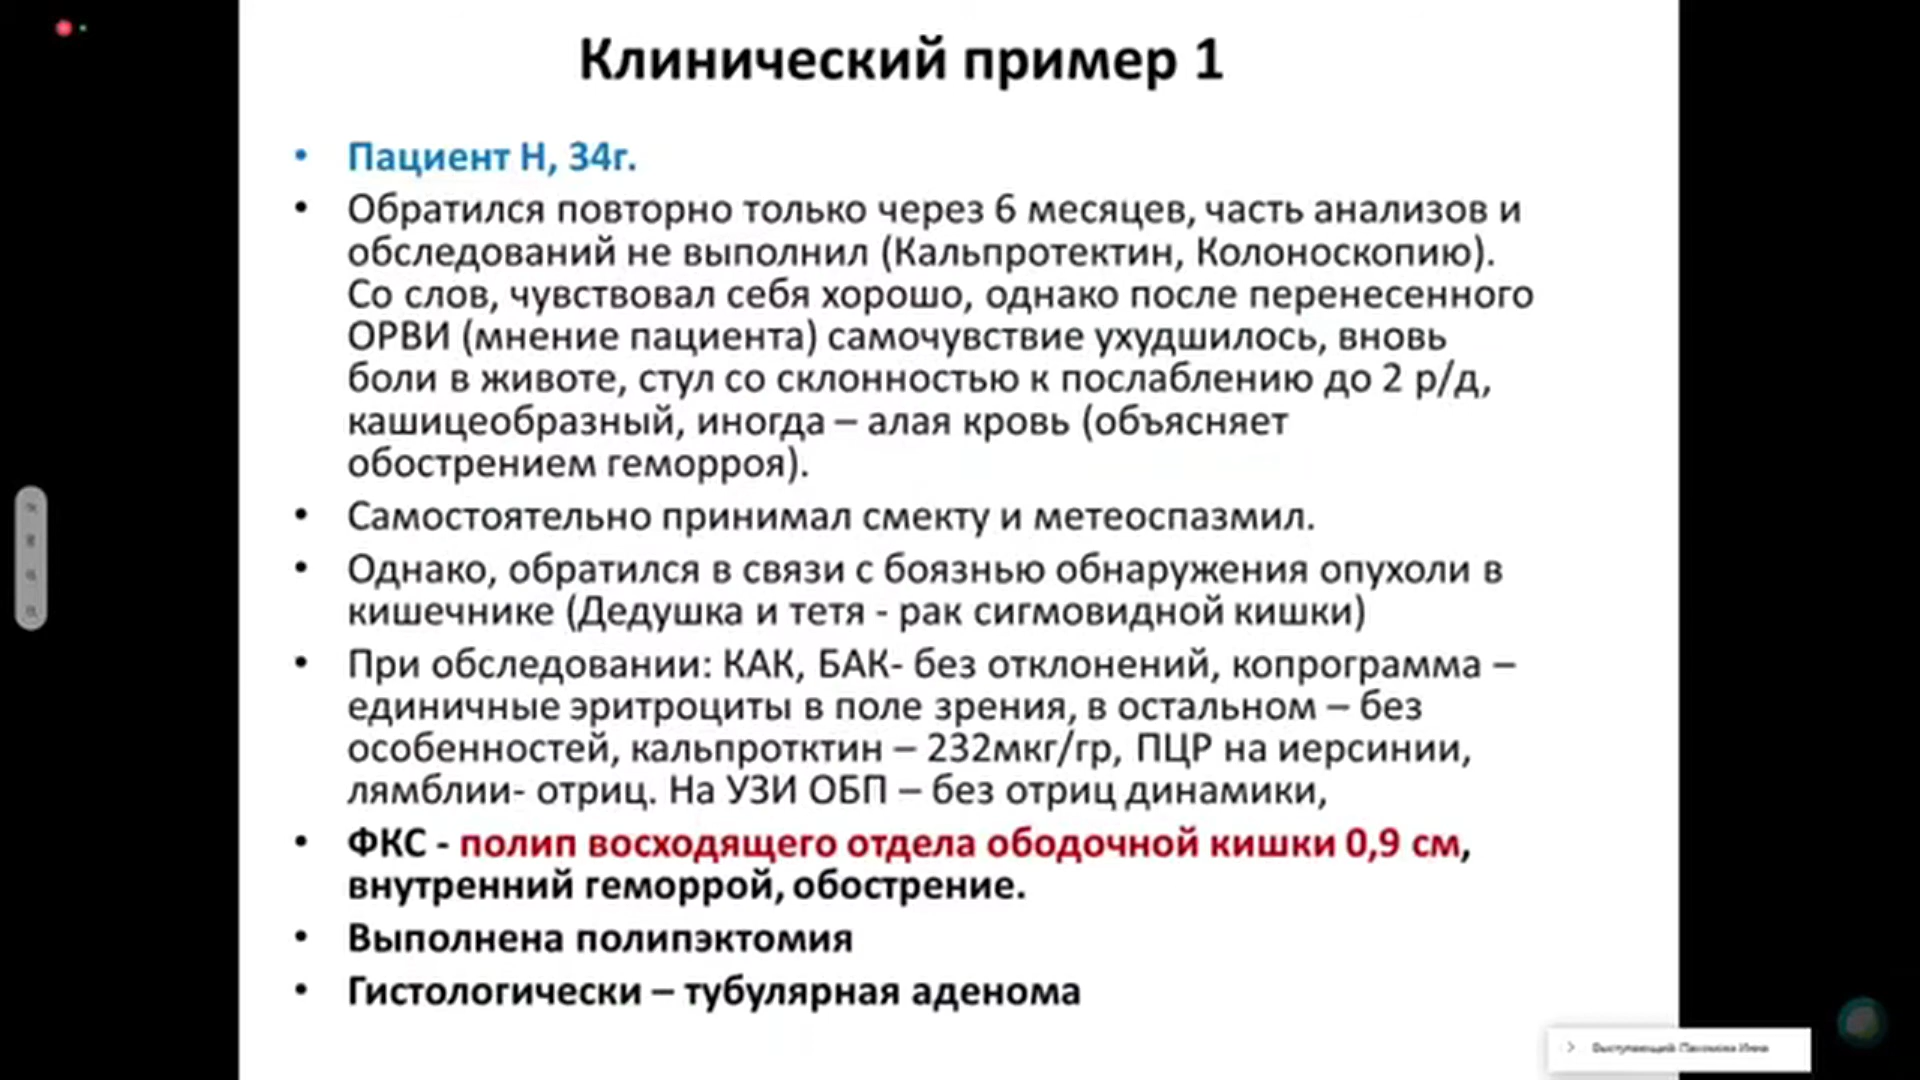 Клинический пример 1
• Пациент Н, 34г.
• Обратился повторно только через 6 месяцев, часть анализов и
обследований не выполнил (Кальпротектин, Колоноскопию).
Со слов, чувствовал себя хорошо, однако после перенесенного
ОРВИ (мнение пациента) самочувствие ухудшилось, вновь
боли в животе, стул со склонностью к послаблению до 2 р/д,
кашицеобразный, иногда – алая кровь (объясняет
обострением геморроя).
• Самостоятельно принимал смекту и метеоспазмил.
• Однако, обратился в связи с боязнью обнаружения опухоли в
кишечнике (Дедушка и тетя - рак сигмовидной кишки)
• При обследовании: КАК, БАК- без отклонений, копрограмма –
единичные эритроциты в поле зрения, в остальном – без
особенностей, кальпротктин – 232мкг/гр, ПЦР на иерсинии,
лямблии- отриц. На УЗИ ОБП – без отриц динамики,
• ФКС - полип восходящего отдела ободочной кишки 0,9 см,
внутренний геморрой, обострение.
• Выполнена полипэктомия
• Гистологически – тубулярная аденома
Выступающий: